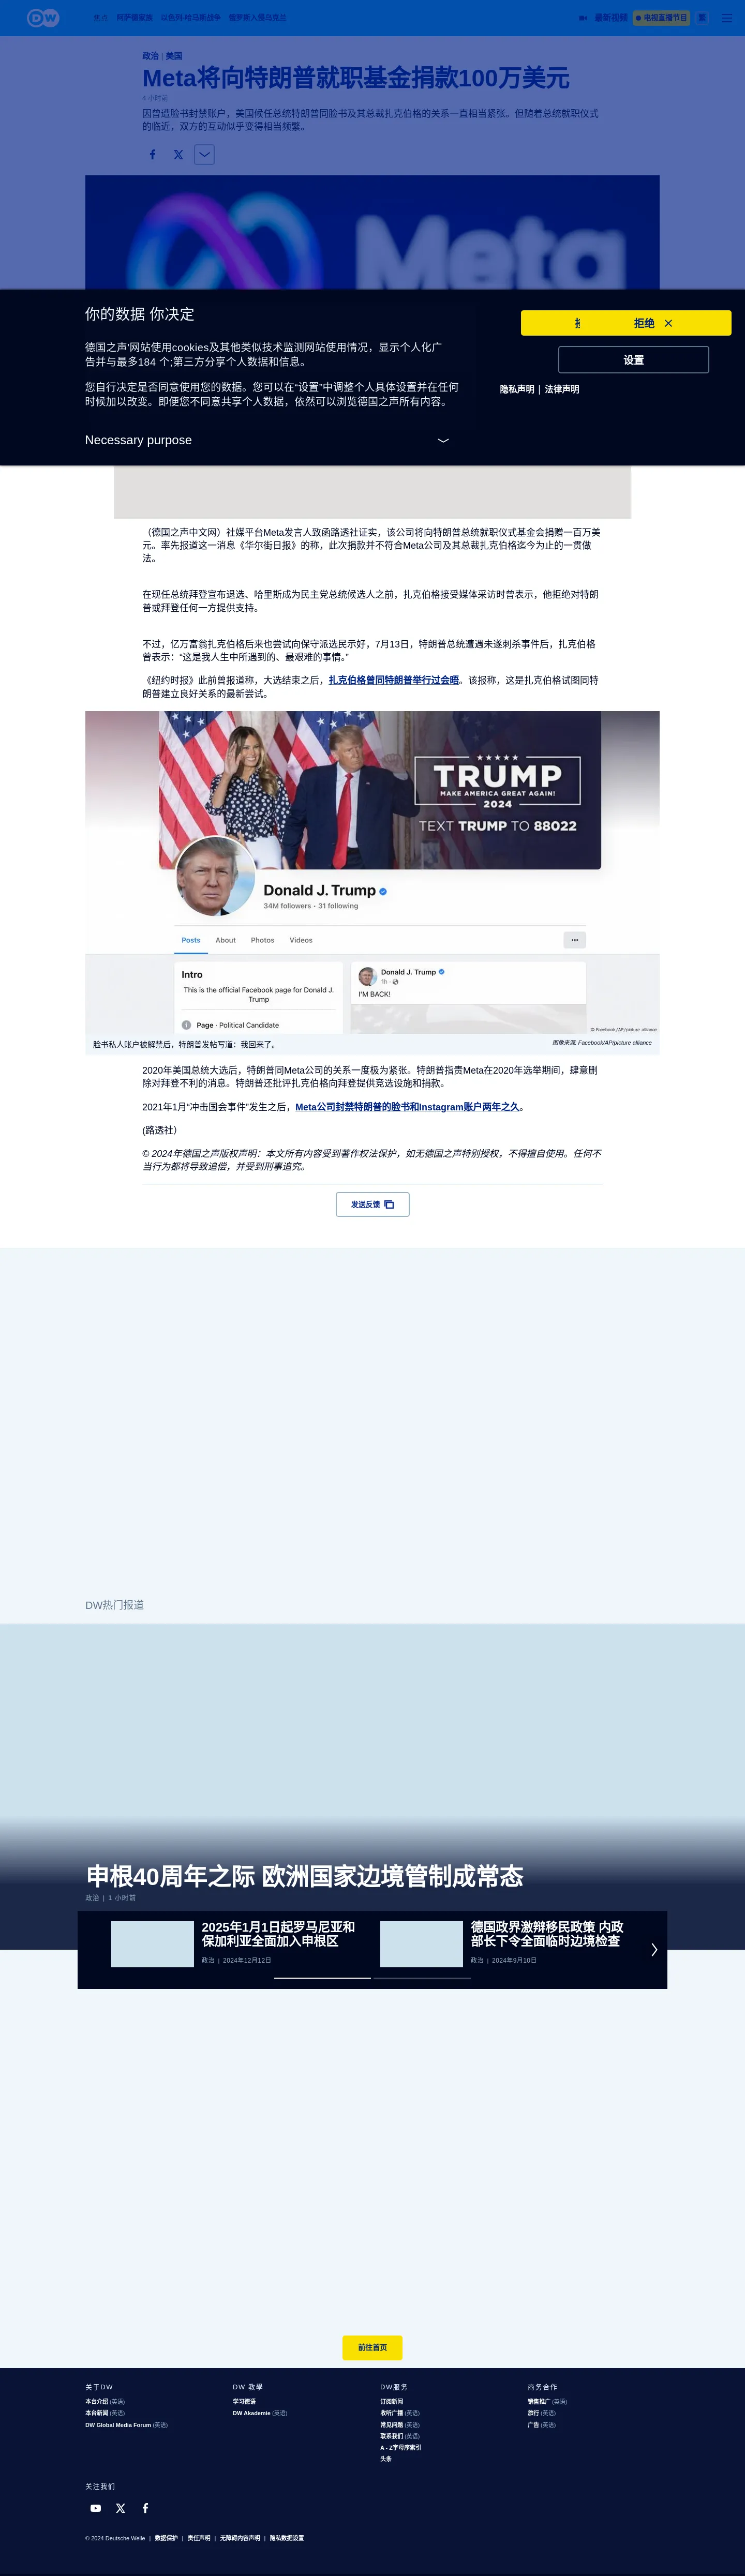 DW
焦点
阿萨德家族
以色列-哈马斯战争
俄罗斯入侵乌克兰
最新视频
电视直播节目
政治 | 美国
Meta将向特朗普就职基金捐款100万美元
4 小时前
因曾遭脸书封禁账户，美国候任总统特朗普同脸书及其总裁扎克伯格的关系一直相当紧张。但随着总统就职仪式
的临近，双方的互动似乎变得相当频繁。
Meta
你的数据 你决定
德国之声'网站使用cookies及其他类似技术监测网站使用情况，显示个人化广
告并与最多184 个;第三方分享个人数据和信息。
您自行决定是否同意使用您的数据。您可以在"设置"中调整个人具体设置并在任何
时候加以改变。即便您不同意共享个人数据，依然可以浏览德国之声所有内容。
Necessary purpose
拒绝
设置
隐私声明 | 法律声明
（德国之声中文网）社媒平台Meta发言人致函路透社证实，该公司将向特朗普总统就职仪式基金会捐赠一百万美
元。率先报道这一消息《华尔街日报》的称，此次捐款并不符合Meta公司及其总裁扎克伯格迄今为止的一贯做
法。
在现任总统拜登宣布退选、哈里斯成为民主党总统候选人之前，扎克伯格接受媒体采访时曾表示，他拒绝对特朗
普或拜登任何一方提供支持。
不过，亿万富翁扎克伯格后来也尝试向保守派选民示好，7月13日，特朗普总统遭遇未遂刺杀事件后，扎克伯格
曾表示："这是我人生中所遇到的、最艰难的事情。"
《纽约时报》此前曾报道称，大选结束之后，扎克伯格曾同特朗普举行过会晤。该报称，这是扎克伯格试图同特
朗普建立良好关系的最新尝试。
TRUMP
MAKE AMERICA GREAT AGAIN!
2024
TEXT TRUMP TO 88022
Donald J. Trump
34M followers • 31 following
Posts
About
Photos
Videos
Intro
This is the official Facebook page for Donald J.
Trump
Page · Political Candidate
Donald J. Trump
1h
I'M BACK!
© Facebook/AP/picture alliance
脸书私人账户被解禁后，特朗普发帖写道：我回来了。
图像来源: Facebook/AP/picture alliance
2020年美国总统大选后，特朗普同Meta公司的关系一度极为紧张。特朗普指责Meta在2020年选举期间，肆意删
除对拜登不利的消息。特朗普还批评扎克伯格向拜登提供竞选设施和捐款。
2021年1月"冲击国会事件"发生之后，Meta公司封禁特朗普的脸书和Instagram账户两年之久。
(路透社）
© 2024年德国之声版权声明：本文所有内容受到著作权法保护，如无德国之声特别授权，不得擅自使用。任何不
当行为都将导致追偿，并受到刑事追究。
发送反馈
DW热门报道
申根40周年之际 欧洲国家边境管制成常态
政治 | 1 小时前
2025年1月1日起罗马尼亚和
保加利亚全面加入申根区
政治 | 2024年12月12日
德国政界激辩移民政策 内政
部长下令全面临时边境检查
政治 | 2024年9月10日
前往首页
关于DW
本台介绍 (英语)
本台新闻 (英语)
DW Global Media Forum (英语)
DW 教學
学习德语
DW Akademie (英语)
DW服务
订阅新闻
收听广播 (英语)
常见问题 (英语)
联系我们 (英语)
A - Z字母序索引
头条
商务合作
销售推广 (英语)
旅行 (英语)
广告 (英语)
关注我们
© 2024 Deutsche Welle | 数据保护 | 责任声明 | 无障碍内容声明 | 隐私数据设置